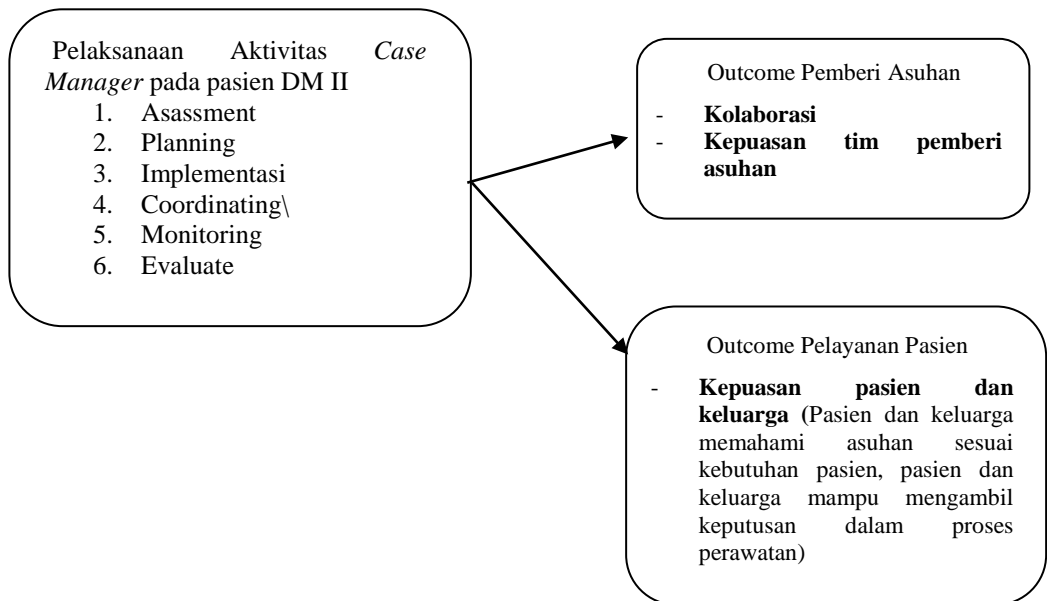 Pelaksanaan Aktivitas Case
Manager pada pasien DM II
1. Asassment
2. Planning
3. Implementasi
4. Coordinating\
5. Monitoring
6. Evaluate
Outcome Pemberi Asuhan
- Kolaborasi
- Kepuasan tim pemberi
asuhan
Outcome Pelayanan Pasien
- Kepuasan pasien dan
keluarga (Pasien dan keluarga
memahami asuhan sesuai
kebutuhan pasien, pasien dan
keluarga mampu mengambil
keputusan dalam proses
perawatan)